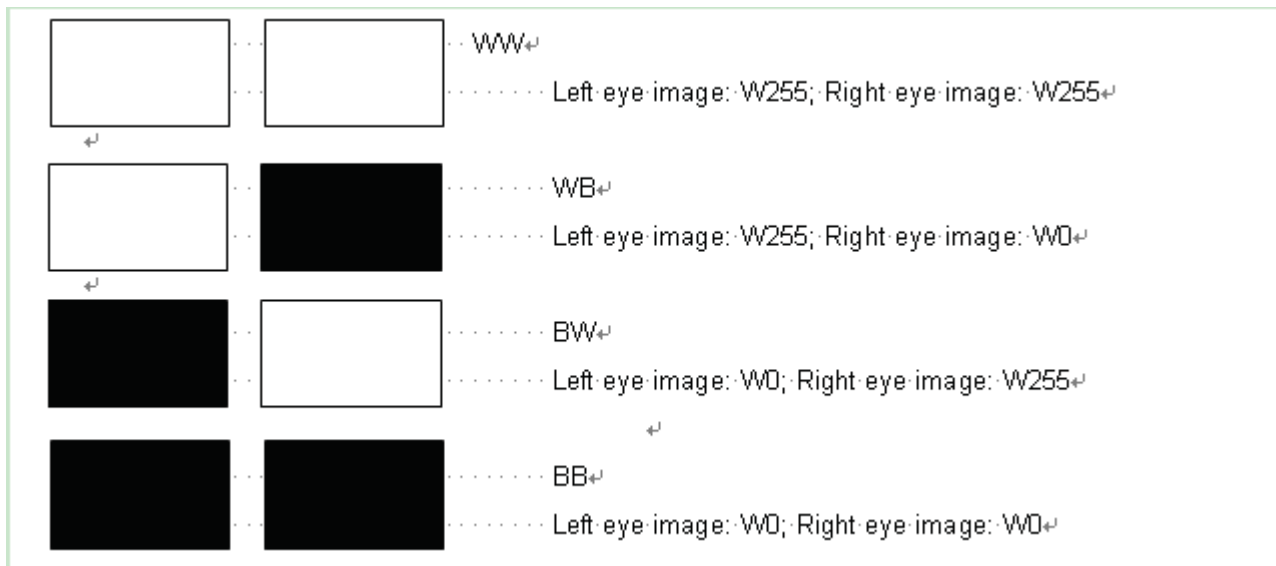 WW
Left eye image: W255; Right eye image: W255
WB
Left eye image: W255; Right eye image: W0
BW
Left eye image: W0; Right eye image: W255
BB
Left eye image: W0; Right eye image: W0